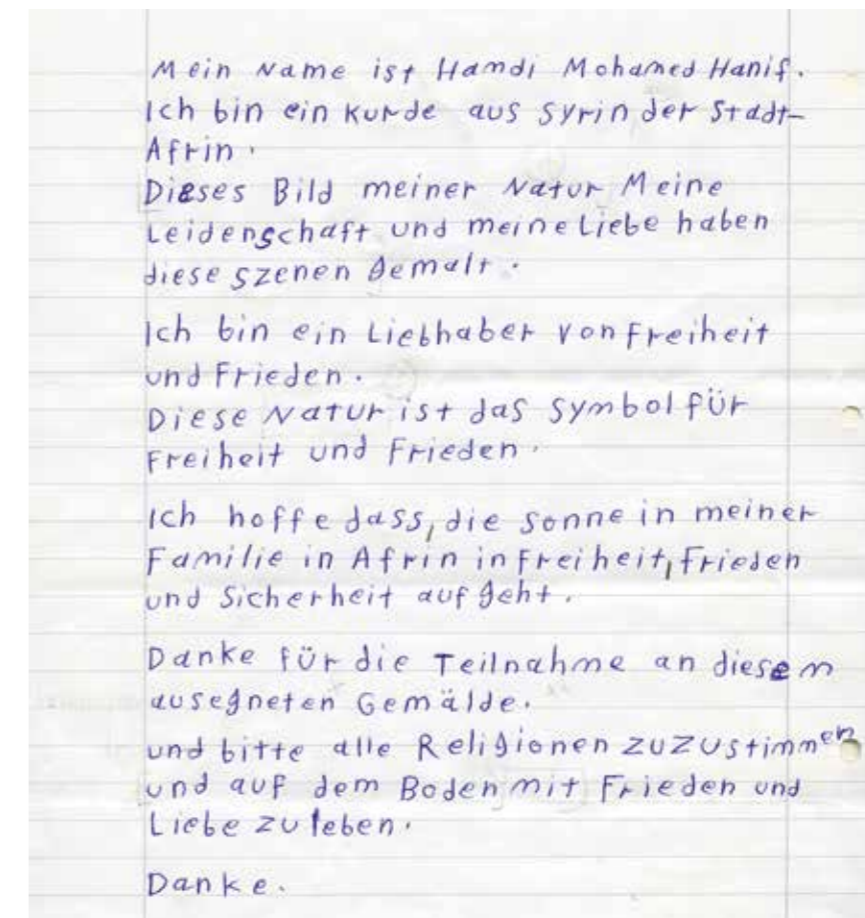 Mein Name ist Hamdi Mohamed Hanif.
Ich bin ein Kurde aus Syrin der Stadt-
Afrin.
Dieses Bild meiner Natur Meine
Leidenschaft und meine Liebe haben
diese szenen gemalt.
Ich bin ein Liebhaber von Freiheit
und Frieden.
Diese Natur ist das Symbol für
Freiheit und Frieden.
Ich hoffe dass, die Sonne in meiner
Familie in Afrin in Freiheit, Frieden
und Sicherheit aufgeht.
Danke für die Teilnahme an diesem
ausegneten Gemälde.
und bitte alle Religionen zuzustimmen
und auf dem Boden mit Frieden und
Liebe zu leben.
Danke.